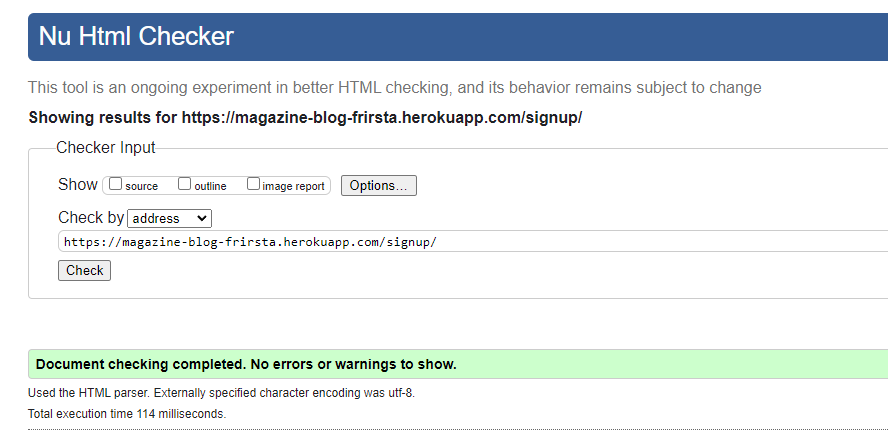 Nu Html Checker
This tool is an ongoing experiment in better HTML checking, and its behavior remains subject to change
Showing results for https://magazine-blog-frirsta.herokuapp.com/signup/
Checker Input
Show source outline image report Options...
Check by address
https://magazine-blog-frirsta.herokuapp.com/signup/
Check
Document checking completed. No errors or warnings to show.
Used the HTML parser. Externally specified character encoding was utf-8.
Total execution time 114 milliseconds.